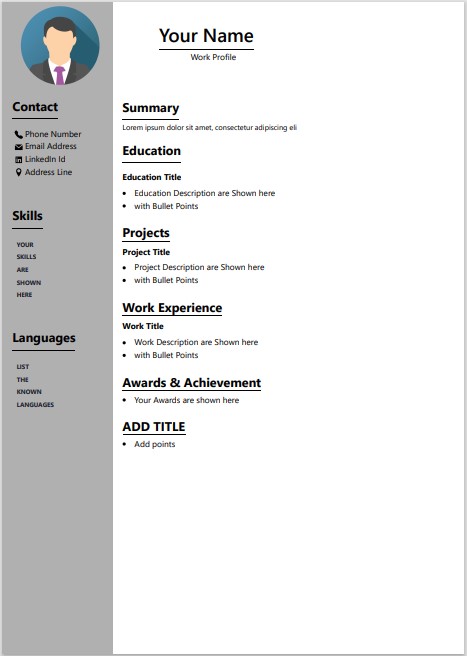 Your Name
Work Profile
Contact
Phone Number
Email Address
LinkedIn Id
Address Line
Skills
YOUR
SKILLS
ARE
SHOWN
HERE
Languages
LIST
THE
KNOWN
LANGUAGES
Summary
Lorem ipsum dolor sit amet, consectetur adipiscing eli
Education
Education Title
• Education Description are Shown here
• with Bullet Points
Projects
Project Title
• Project Description are Shown here
• with Bullet Points
Work Experience
Work Title
• Work Description are Shown here
• with Bullet Points
Awards & Achievement
• Your Awards are shown here
ADD TITLE
• Add points